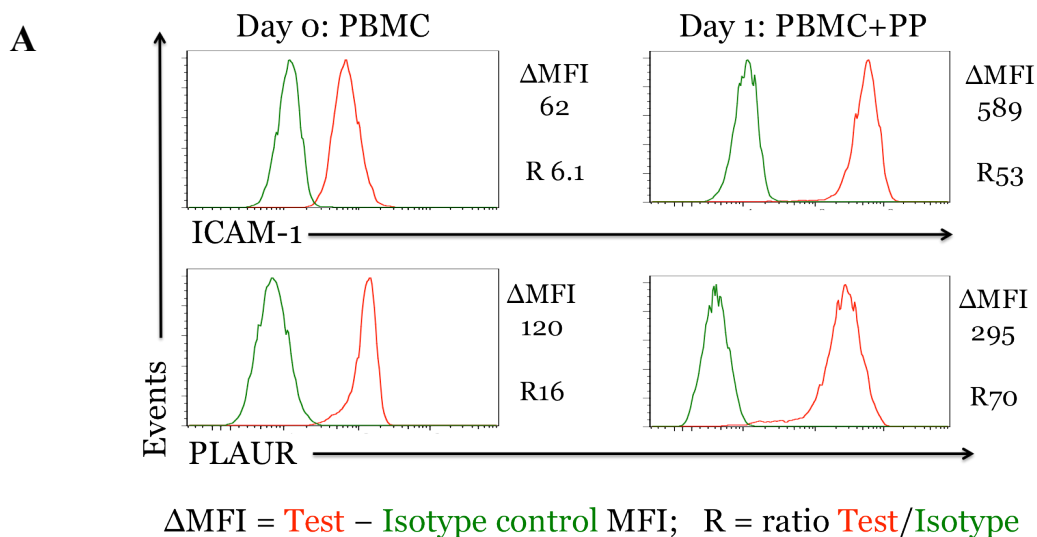 A
Day 0: PBMC
Day 1: PBMC+PP
ΔMFI
62
R 6.1
ΔMFI
589
R53
ICAM-1
ΔMFI
120
R16
ΔMFI
295
R70
Events
PLAUR
ΔMFI = Test – Isotype control MFI; R = ratio Test/Isotype